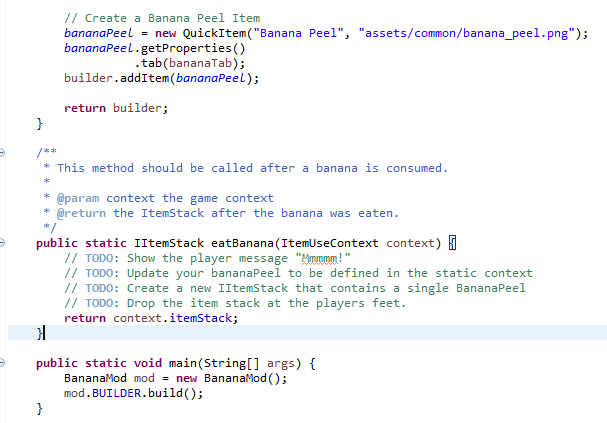 // Create a Banana Peel Item
bananaPeel = new QuickItem("Banana Peel", "assets/common/banana_peel.png");
bananaPeel.getProperties()
.tab(bananaTab);
builder.addItem(bananaPeel);
return builder;
}
/**
* This method should be called after a banana is consumed.
*
* @param context the game context
* @return the ItemStack after the banana was eaten.
*/
public static IItemStack eatBanana(ItemUseContext context) {
// TODO: Show the player message "Mmmmm!"
// TODO: Update your bananaPeel to be defined in the static context
// TODO: Create a new IItemStack that contains a single BananaPeel
// TODO: Drop the item stack at the players feet.
return context.itemStack;
}
public static void main(String[] args) {
BananaMod mod = new BananaMod();
mod.BUILDER.build();
}